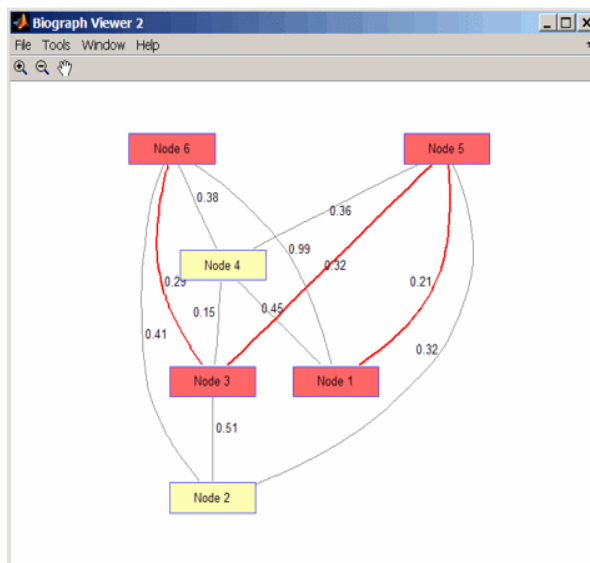 Biograph Viewer 2
File Tools Window Help
Node 6
Node 5
0.38
0.36
0.99
Node 4
0.32
0.29
0.21
0.15
0.45
0.41
0.32
Node 3
Node 1
0.51
Node 2